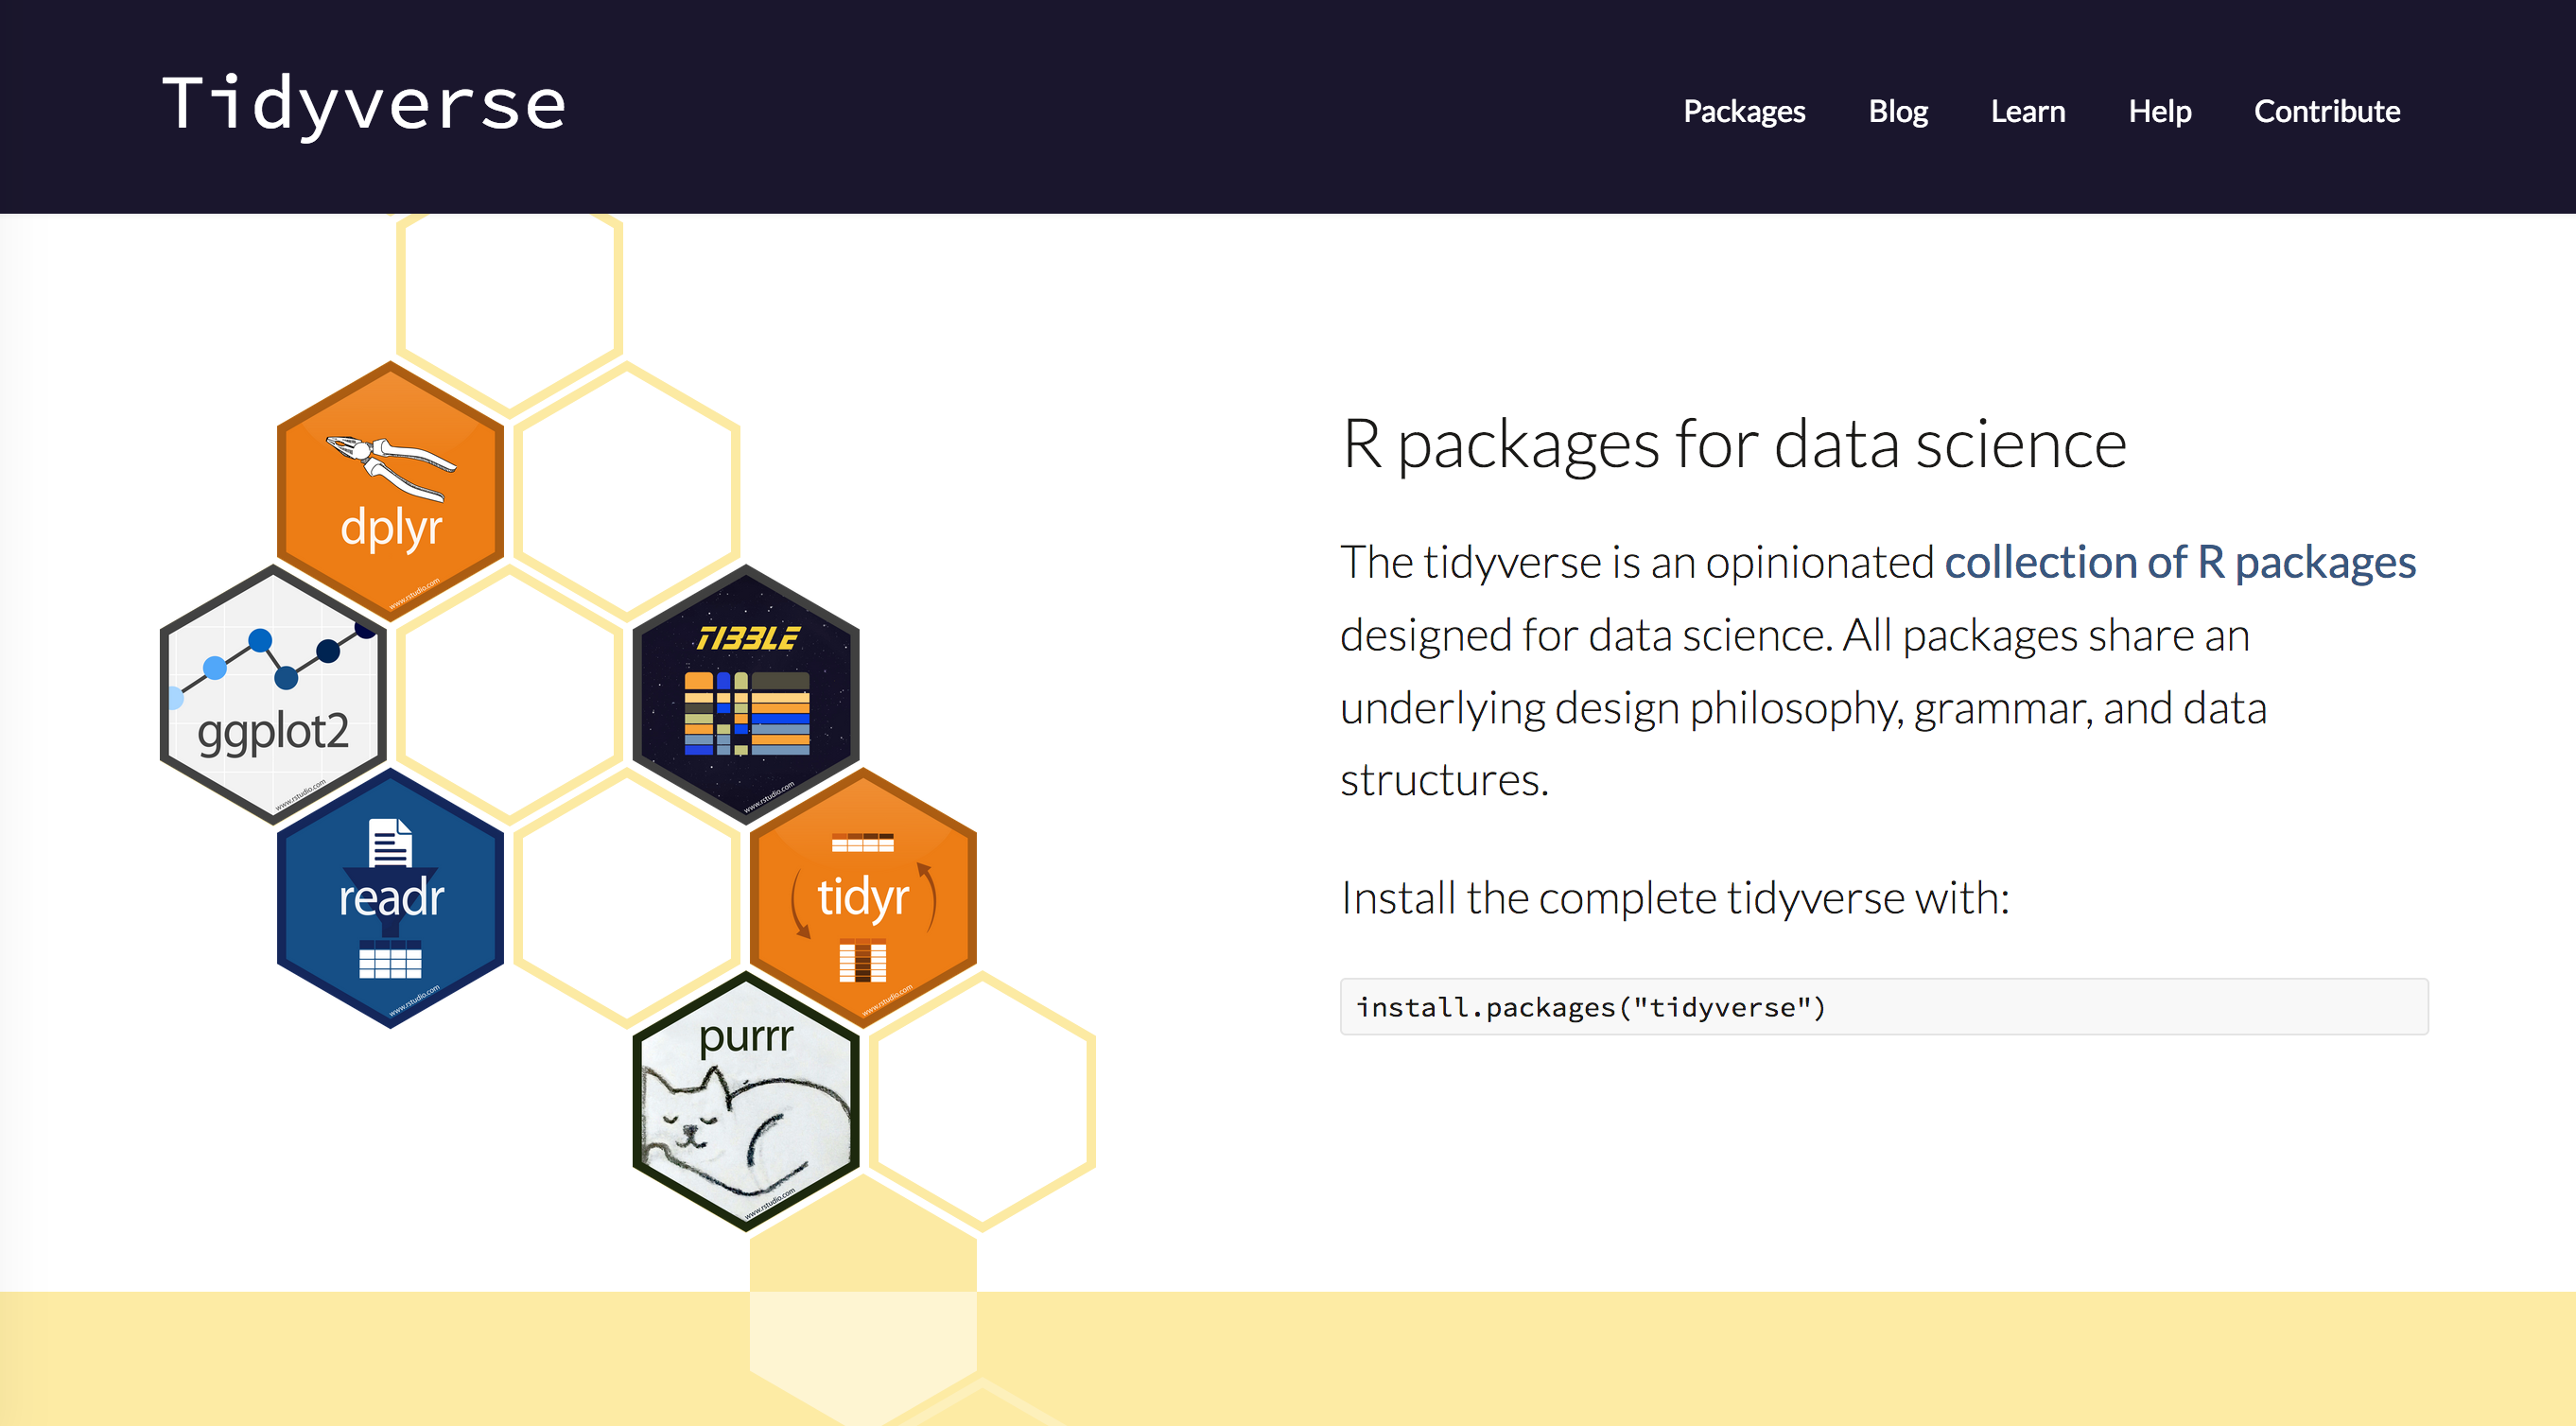 Tidyverse
Packages Blog Learn Help Contribute
dplyr
www.rstudio.com
ggplot2
www.rstudio.com
TIBBLE
www.rstudio.com
readr
www.rstudio.com
tidyr
www.rstudio.com
purrr
www.rstudio.com
R packages for data science
The tidyverse is an opinionated collection of R packages
designed for data science. All packages share an
underlying design philosophy, grammar, and data
structures.
Install the complete tidyverse with:
install.packages("tidyverse")